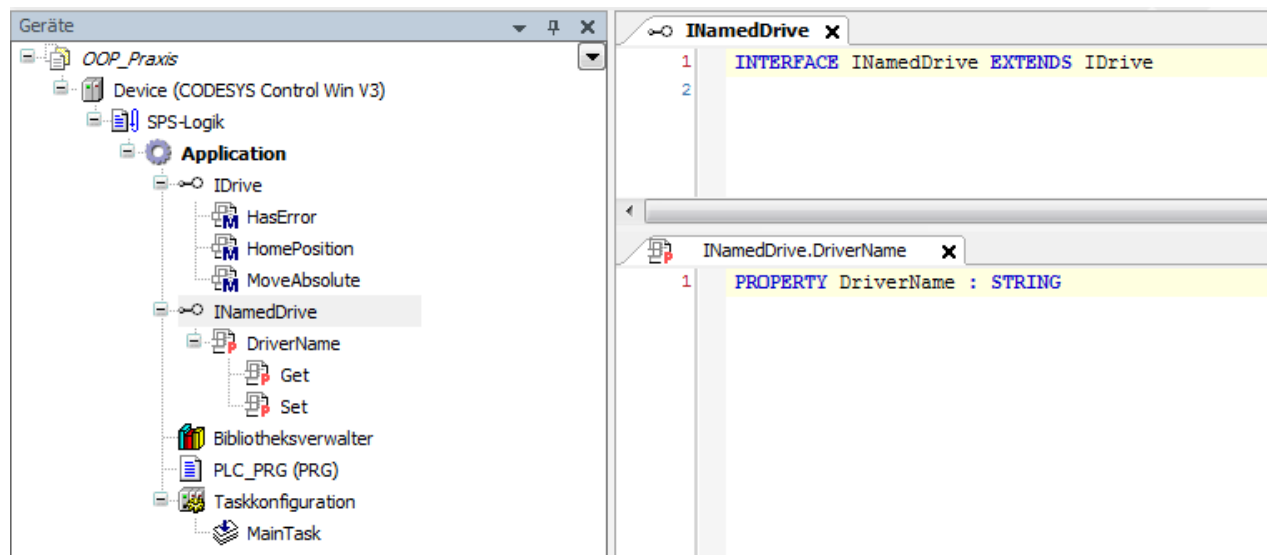 Geräte
OOP_Praxis
Device (CODESYS Control Win V3)
SPS-Logik
Application
IDrive
HasError
HomePosition
MoveAbsolute
INamedDrive
DriverName
Get
Set
Bibliotheksverwalter
PLC_PRG (PRG)
Taskkonfiguration
MainTask
INamedDrive
1 INTERFACE INamedDrive EXTENDS IDrive
2
INamedDrive.DriverName
1 PROPERTY DriverName : STRING